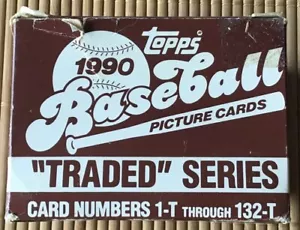 Topps
1990
Baseball
PICTURE CARDS
"TRADED" SERIES
CARD NUMBERS 1-T THROUGH 132-T